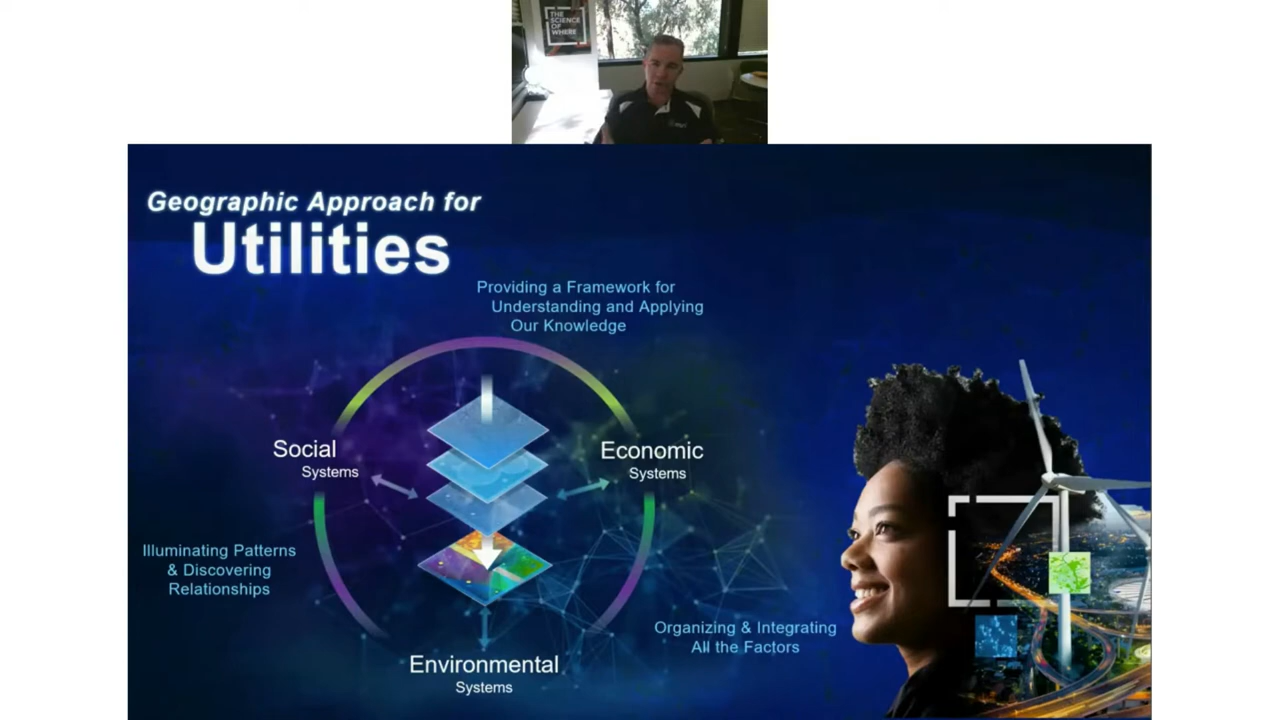 THE
SCIENCE
OF
WHERE
Geographic Approach for
Utilities
Providing a Framework for
Understanding and Applying
Our Knowledge
Social
Systems
Economic
Systems
Illuminating Patterns
& Discovering
Relationships
Organizing & Integrating
All the Factors
Environmental
Systems